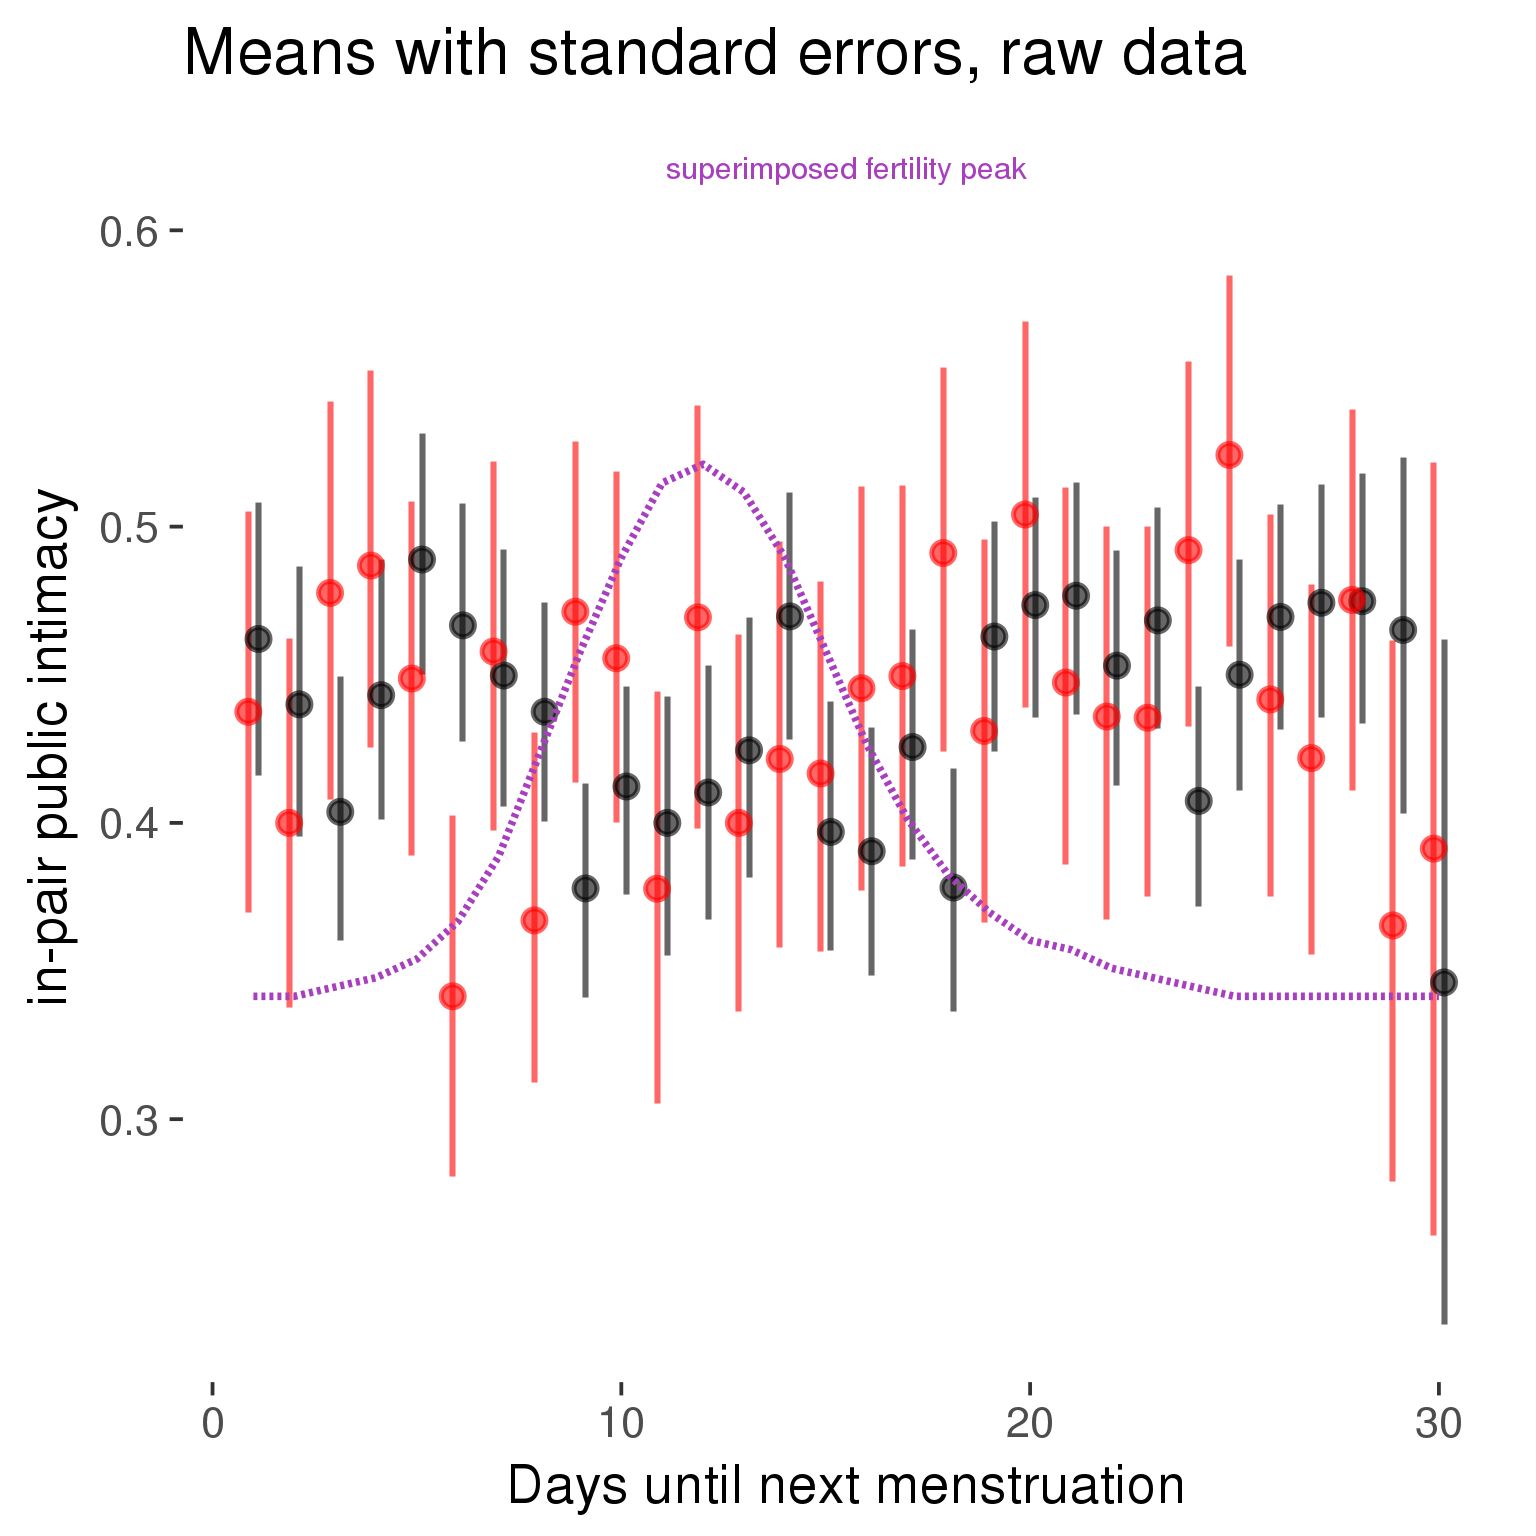 Means with standard errors, raw data
superimposed fertility peak
0.6
0.5
0.4
0.3
in-pair public intimacy
0
10
20
30
Days until next menstruation